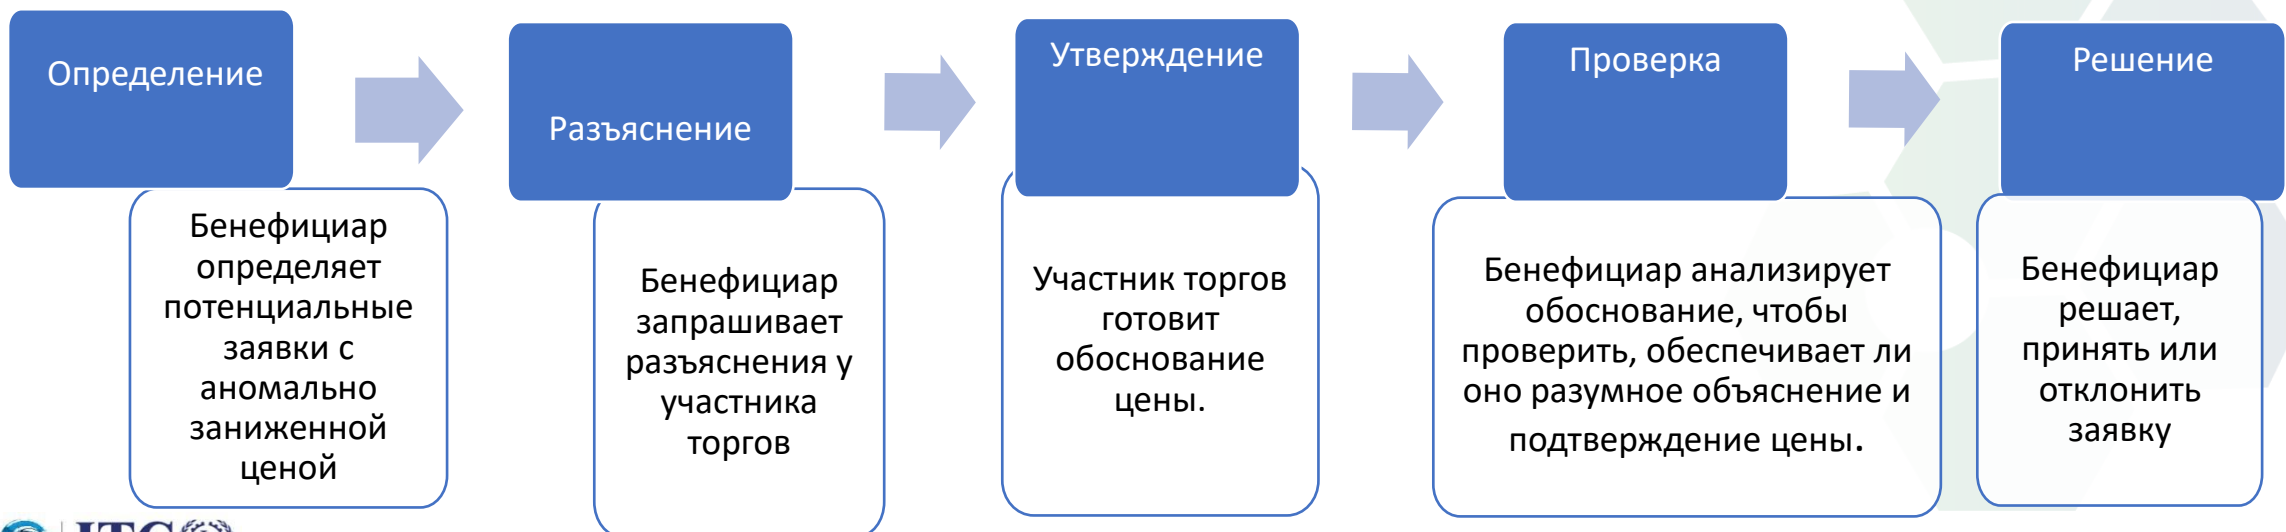 Определение
Бенефициар
определяет
потенциальные
заявки с
аномально
заниженной
ценой
Разъяснение
Бенефициар
запрашивает
разъяснения у
участника
торгов
Утверждение
Участник торгов
готовит
обоснование
цены.
Проверка
Бенефициар анализирует
обоснование, чтобы
проверить, обеспечивает ли
оно разумное объяснение и
подтверждение цены.
Решение
Бенефициар
решает,
принять или
отклонить
заявку